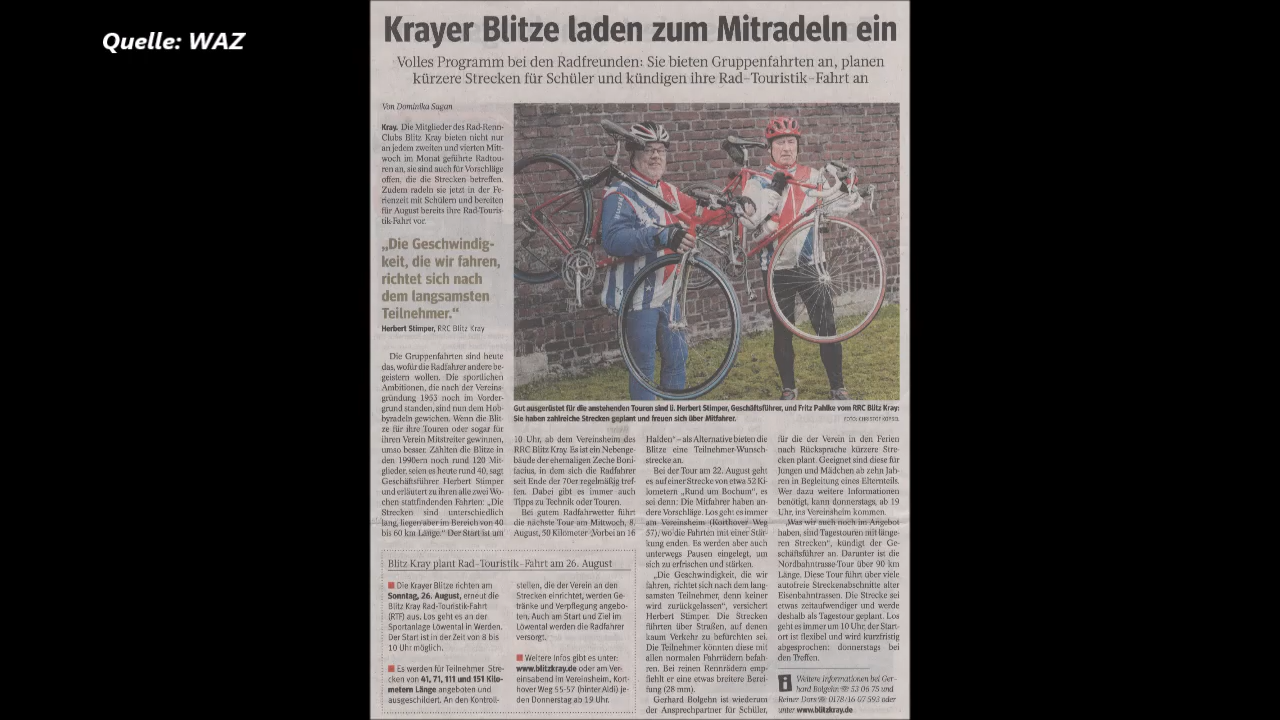 Quelle: WAZ
Krayer Blitze laden zum Mitradeln ein
Volles Programm bei den Radfreunden: Sie bieten Gruppenfahrten an, planen
kürzere Strecken für Schüler und kündigen ihre Rad-Touristik-Fahrt an
Von Dominika Sagan
Kray. Die Mitglieder des Rad-Renn-
Clubs Blitz Kray bieten nicht nur
an jedem zweiten und vierten Mitt-
woch im Monat geführte Radtou-
ren an, sie sind auch für Vorschläge
offen, die die Strecken betreffen.
Zudem radeln sie jetzt in der Fe-
rienzeit mit Schülern und bereiten
für August bereits ihre Rad-Touris-
tik-Fahrt vor.
„Die Geschwindig-
keit, die wir fahren,
richtet sich nach
dem langsamsten
Teilnehmer.“
Herbert Stimper, RRC Blitz Kray
Die Gruppenfahrten sind heute
das, wofür die Radfahrer andere be-
geistern wollen. Die sportlichen
Ambitionen, die nach der Vereins-
gründung 1953 noch im Vorder-
grund standen, sind nun dem Hob-
byradeln gewichen. Wenn die Blit-
ze für ihre Touren oder sogar für
ihren Verein Mitstreiter gewinnen,
umso besser. Zählten die Blitze in
den 1990ern noch rund 120 Mit-
glieder, seien es heute rund 40, sagt
Geschäftsführer Herbert Stimper
und erläutert zu ihren alle zwei Wo-
chen stattfindenden Fahrten: „Die
Strecken sind unterschiedlich
lang, liegen aber im Bereich von 40
bis 60 km Länge.“ Der Start ist um
Gut ausgerüstet für die anstehenden Touren sind li. Herbert Stimper, Geschäftsführer, und Fritz Pahlke vom RRC Blitz Kray:
Sie haben zahlreiche Strecken geplant und freuen sich über Mitfahrer.
10 Uhr, ab dem Vereinsheim des
RRC Blitz Kray. Es ist ein Nebenge-
bäude der ehemaligen Zeche Boni-
facius, in dem sich die Radfahrer
seit Ende der 70er regelmäßig tref-
fen. Dabei gibt es immer auch
Tipps zu Technik oder Touren.
Bei gutem Radfahrwetter führt
die nächste Tour am Mittwoch, 8.
August, 50 Kilometer „Vorbei an 16
Halden“ – als Alternative bieten die
Blitze eine Teilnehmer-Wunsch-
strecke an.
Bei der Tour am 22. August geht
es auf einer Strecke von etwa 52 Ki-
lometern „Rund um Bochum“, es
sei denn: Die Mitfahrer haben an-
dere Vorschläge. Los geht es immer
am Vereinsheim (Korthover Weg
57), wo die Fahrten mit einer Stär-
kung enden. Es werden aber auch
unterwegs Pausen eingelegt, um
sich zu erfrischen und stärken.
„Die Geschwindigkeit, die wir
fahren, richtet sich nach dem lang-
samsten Teilnehmer, denn keiner
wird zurückgelassen“, versichert
Herbert Stimper. Die Strecken
führten über Straßen, auf denen
kaum Verkehr zu befürchten sei.
Die Teilnehmer könnten diese mit
allen normalen Fahrrädern befah-
ren. Bei reinen Rennrädern emp-
fiehlt er eine etwas breitere Berei-
fung (28 mm).
Gerhard Bolgehn ist wiederum
der Ansprechpartner für Schüler,
für die der Verein in den Ferien
nach Rücksprache kürzere Stre-
cken plant. Geeignet sind diese für
Jungen und Mädchen ab zehn Jah-
ren in Begleitung eines Elternteils.
Wer dazu weitere Informationen
benötigt, kann donnerstags, ab 19
Uhr, ins Vereinsheim kommen.
„Was wir auch noch im Angebot
haben, sind Tagestouren mit länge-
ren Strecken“, kündigt der Ge-
schäftsführer an. Darunter ist die
Nordbahntrasse-Tour über 90 km
Länge. Diese Tour führt über viele
autofreie Streckenabschnitte alter
Eisenbahntrassen. Die Strecke sei
etwas zeitaufwendiger und werde
deshalb als Tagestour geplant. Los
geht es immer um 10 Uhr, der Start-
ort ist flexibel und wird kurzfristig
abgesprochen: donnerstags bei
den Treffen.
Blitz Kray plant Rad-Touristik-Fahrt am 26. August
Die Krayer Blitze richten am
Sonntag, 26. August, erneut die
Blitz Kray Rad-Touristik-Fahrt
(RTF) aus. Los geht es an der
Sportanlage Löwental in Werden.
Der Start ist in der Zeit von 8 bis
10 Uhr möglich.
Es werden für Teilnehmer Stre-
cken von 41, 71, 111 und 151 Kilo-
metern Länge angeboten und
ausgeschildert. An den Kontroll-
stellen, die der Verein an den
Strecken einrichtet, werden Ge-
tränke und Verpflegung angebo-
ten. Auch am Start und Ziel im
Löwental werden die Radfahrer
versorgt.
Weitere Infos gibt es unter:
www.blitzkray.de oder am Ver-
einsabend im Vereinsheim, Kort-
hover Weg 55-57 (hinter Aldi) je-
den Donnerstag ab 19 Uhr.
i Weitere Informationen bei Ger-
hard Bolgehn: ☏ 53 06 75 und
Reiner Dors ☏ 0178/16 07 593 oder
unter www.blitzkray.de